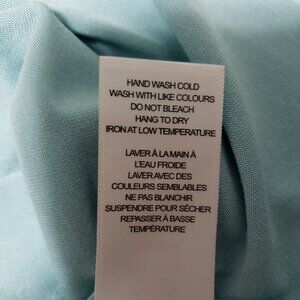 HAND WASH COLD
WASH WITH LIKE COLOURS
DO NOT BLEACH
HANG TO DRY
IRON AT LOW TEMPERATURE
LAVER À LA MAIN À
L'EAU FROIDE
LAVER AVEC DES
COULEURS SEMBLABLES
NE PAS BLANCHIR
SUSPENDRE POUR SÉCHER
REPASSER À BASSE
TEMPÉRATURE